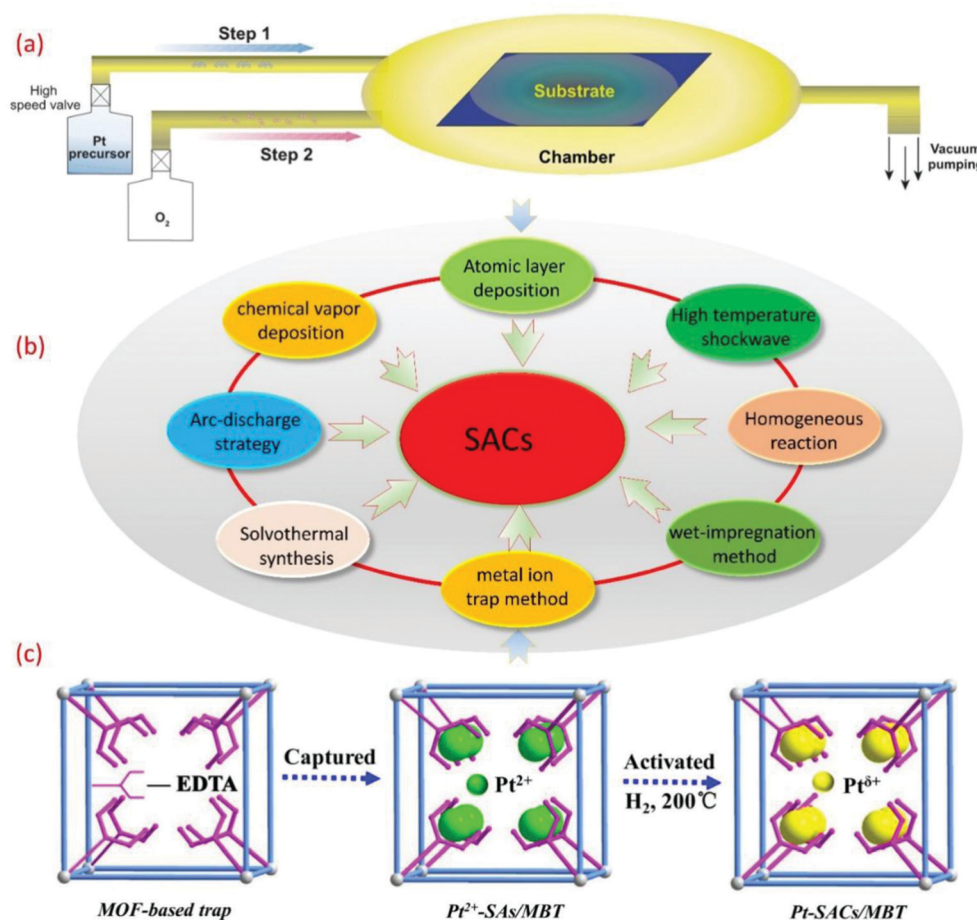 (a)
Step 1
High
speed valve
Pt
precursor
Step 2
O₂
Substrate
Chamber
Vacuum
pumping
(b)
Atomic layer
deposition
chemical vapor
deposition
High temperature
shockwave
Arc-discharge
strategy
SACs
Homogeneous
reaction
Solvothermal
synthesis
wet-impregnation
method
metal ion
trap method
(c)
EDTA
Captured
Pt²⁺
Activated
H₂, 200℃
Ptᵟ⁺
MOF-based trap
Pt²⁺-SAs/MBT
Pt-SACs/MBT